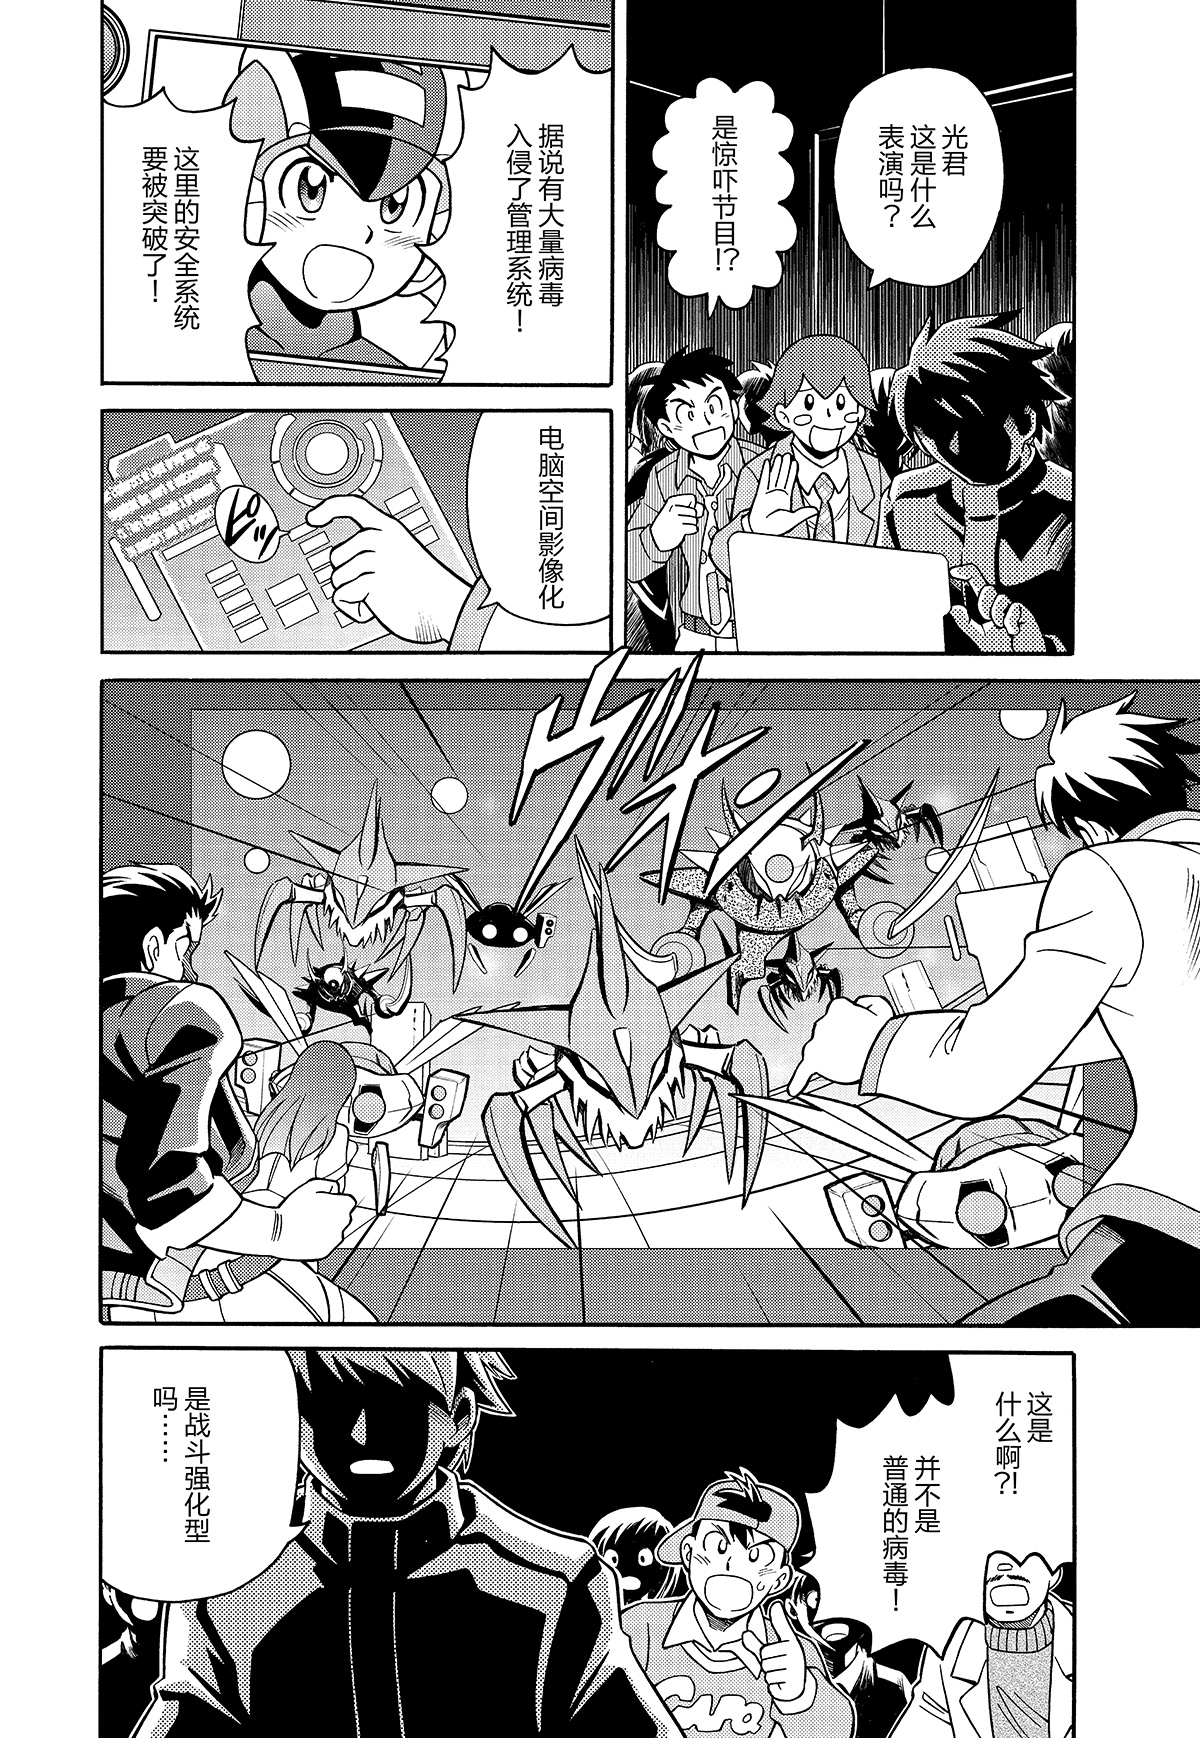 光君
这是什么
表演吗？
是惊吓节目!?
据说有大量病毒
入侵了管理系统！
这里的安全系统
要被突破了！
电脑空间影像化
ピッ
ヴヴン
这是
什么啊?!
并不是
普通的病毒！
是战斗强化型
吗……